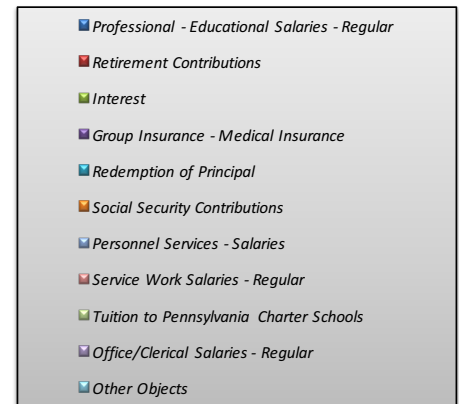 Professional - Educational Salaries - Regular
Retirement Contributions
Interest
Group Insurance - Medical Insurance
Redemption of Principal
Social Security Contributions
Personnel Services - Salaries
Service Work Salaries - Regular
Tuition to Pennsylvania Charter Schools
Office/Clerical Salaries - Regular
Other Objects